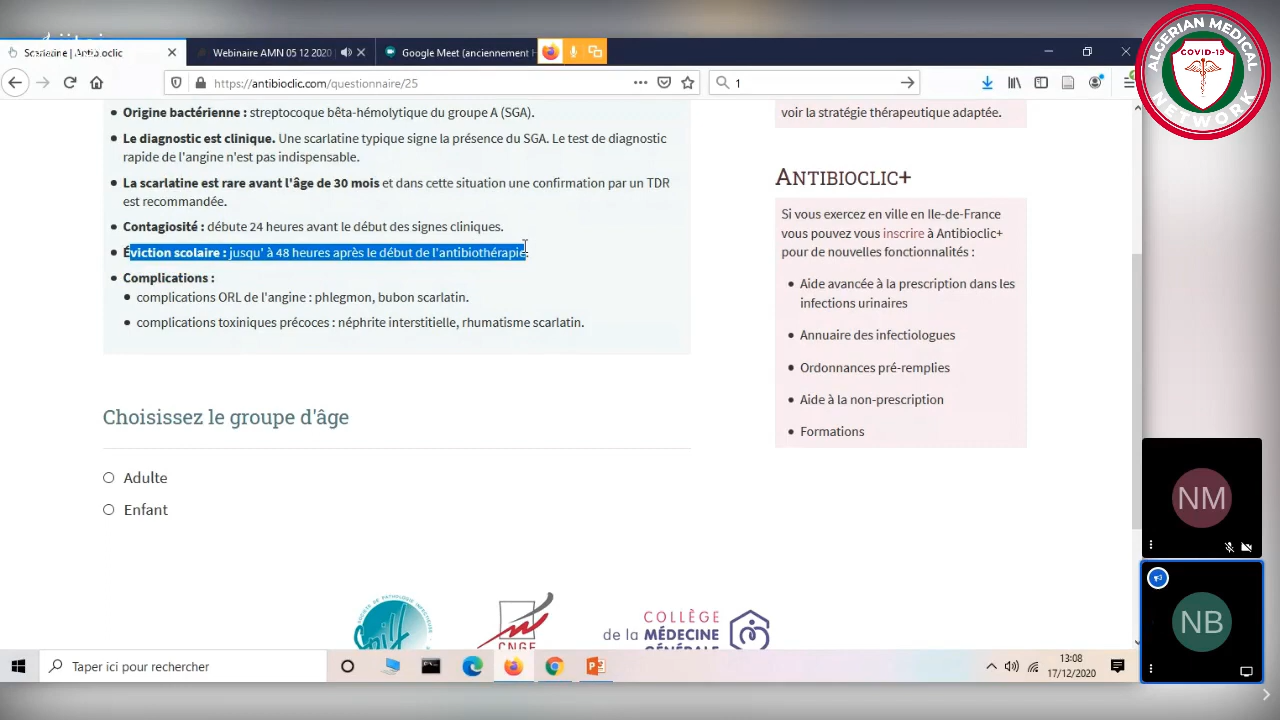 Scarlatine | Antibioclic
Webinaire AMN 05 12 2020
Google Meet (anciennement H
https://antibioclic.com/questionnaire/25
1
Origine bactérienne : streptocoque bêta-hémolytique du groupe A (SGA).
Le diagnostic est clinique. Une scarlatine typique signe la présence du SGA. Le test de diagnostic
rapide de l'angine n'est pas indispensable.
La scarlatine est rare avant l'âge de 30 mois et dans cette situation une confirmation par un TDR
est recommandée.
Contagiosité : débute 24 heures avant le début des signes cliniques.
Éviction scolaire : jusqu' à 48 heures après le début de l'antibiothérapie.
Complications :
complications ORL de l'angine : phlegmon, bubon scarlatin.
complications toxiniques précoces : néphrite interstitielle, rhumatisme scarlatin.
Choisissez le groupe d'âge
Adulte
Enfant
voir la stratégie thérapeutique adaptée.
ANTIBIOCLIC+
Si vous exercez en ville en Ile-de-France
vous pouvez vous inscrire à Antibioclic+
pour de nouvelles fonctionnalités :
Aide avancée à la prescription dans les
infections urinaires
Annuaire des infectiologues
Ordonnances pré-remplies
Aide à la non-prescription
Formations
CNGE
COLLÈGE
de la MÉDECINE
GÉNÉRALE
Taper ici pour rechercher
13:08
17/12/2020
ALGERIAN MEDICAL
COVID-19
NETWORK
NM
NB